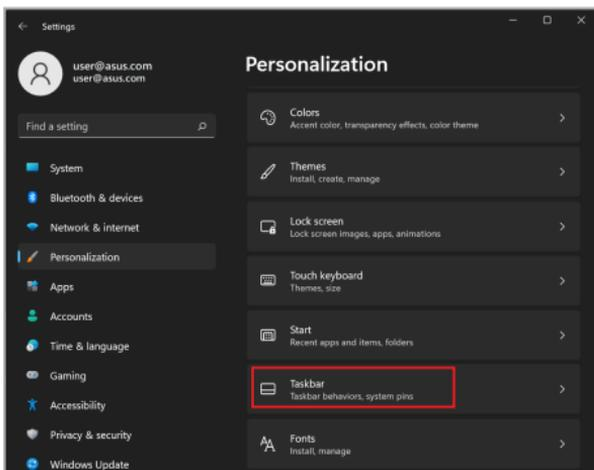 Settings
user@asus.com
user@asus.com
Find a setting
System
Bluetooth & devices
Network & internet
Personalization
Apps
Accounts
Time & language
Gaming
Accessibility
Privacy & security
Windows Update
Personalization
Colors
Accent color, transparency effects, color theme
Themes
Install, create, manage
Lock screen
Lock screen images, apps, animations
Touch keyboard
Themes, size
Start
Recent apps and items, folders
Taskbar
Taskbar behaviors, system pins
Fonts
Install, manage